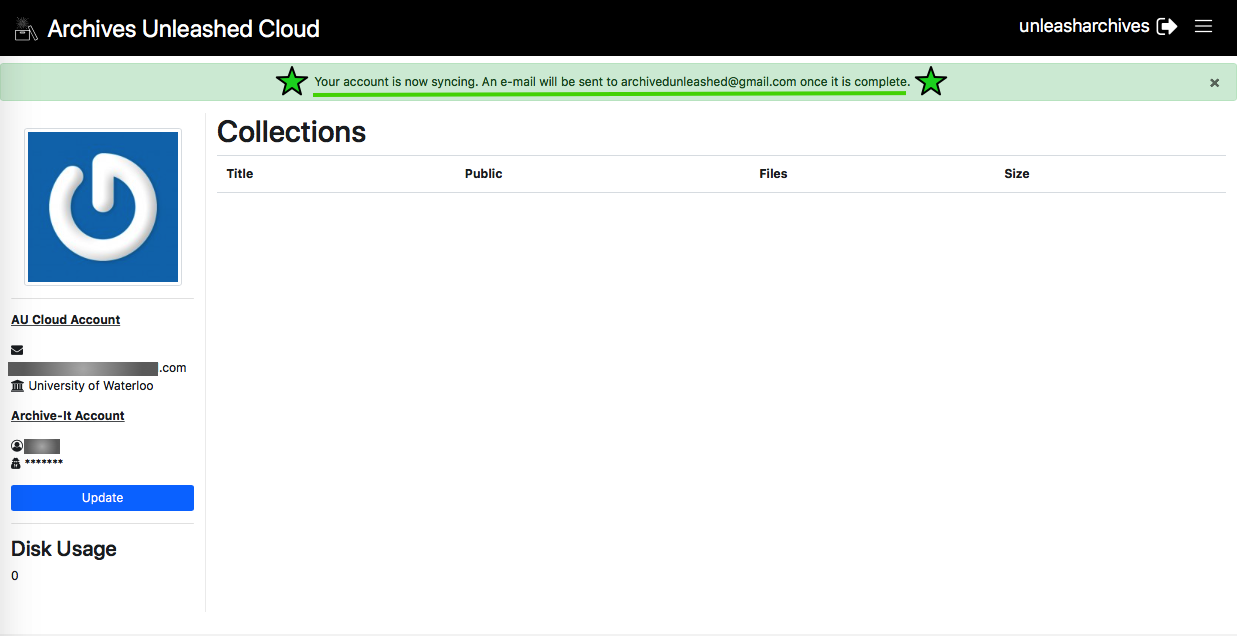 Archives Unleashed Cloud
unleasharchives
Your account is now syncing. An e-mail will be sent to archivedunleashed@gmail.com once it is complete.
×
Collections
Title Public Files Size
AU Cloud Account
.com
University of Waterloo
Archive-It Account
*******
Update
Disk Usage
0